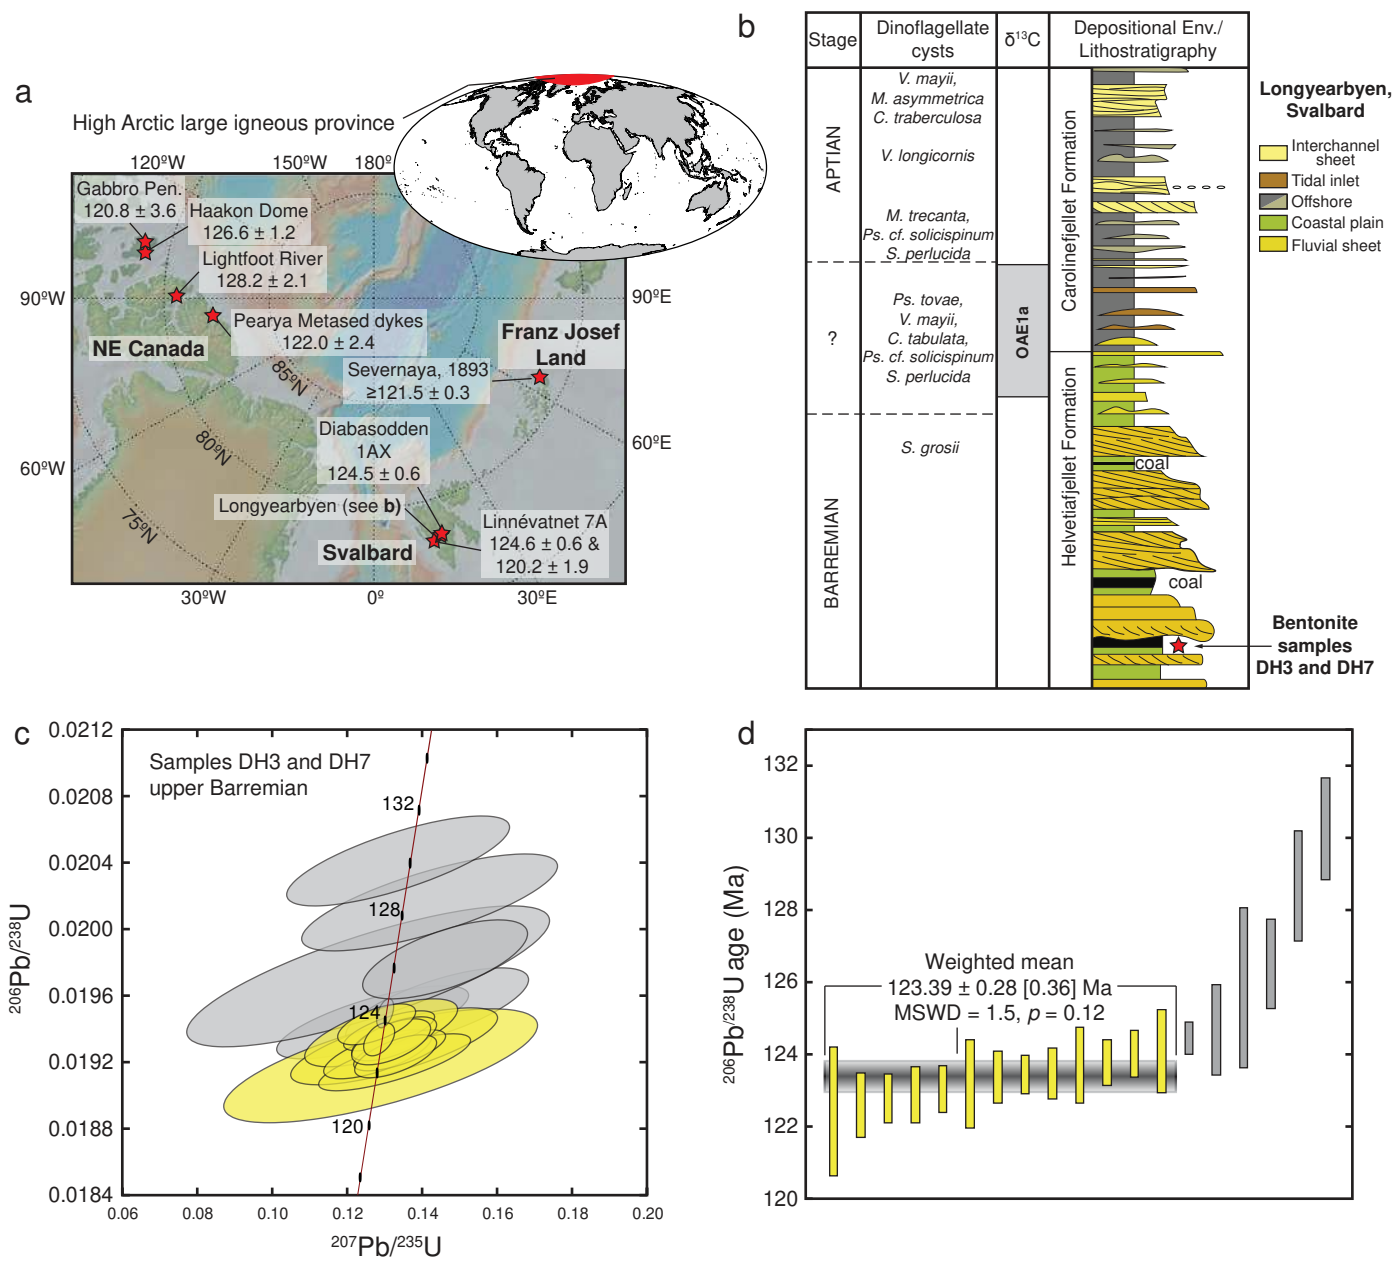 a
High Arctic large igneous province
120ºW
150ºW
180º
Gabbro Pen.
120.8 ± 3.6
Haakon Dome
126.6 ± 1.2
Lightfoot River
128.2 ± 2.1
90ºW
90ºE
Pearya Metased dykes
122.0 ± 2.4
NE Canada
Franz Josef
Land
85ºN
Severnaya, 1893
≥121.5 ± 0.3
Diabasodden
1AX
124.5 ± 0.6
80ºN
60ºE
60ºW
Longyearbyen (see b)
75ºN
Linnévatnet 7A
124.6 ± 0.6 &
120.2 ± 1.9
Svalbard
30ºW
0º
30ºE
b
Stage
Dinoflagellate
cysts
δ13C
Depositional Env./
Lithostratigraphy
APTIAN
V. mayii,
M. asymmetrica
C. traberculosa
V. longicornis
M. trecanta,
Ps. cf. solicispinum
S. perlucida
?
Ps. tovae,
V. mayii,
C. tabulata,
Ps. cf. solicispinum
S. perlucida
OAE1a
BARREMIAN
S. grosii
Carolinefjellet Formation
Helvetiafjellet Formation
coal
coal
Longyearbyen,
Svalbard
Interchannel
sheet
Tidal inlet
Offshore
Coastal plain
Fluvial sheet
Bentonite
samples
DH3 and DH7
c
Samples DH3 and DH7
upper Barremian
0.0212
0.0208
0.0204
0.0200
0.0196
0.0192
0.0188
0.0184
206Pb/238U
132
128
124
120
0.06
0.08
0.10
0.12
0.14
0.16
0.18
0.20
207Pb/235U
d
132
130
128
126
124
122
120
206Pb/238U age (Ma)
Weighted mean
123.39 ± 0.28 [0.36] Ma
MSWD = 1.5, p = 0.12